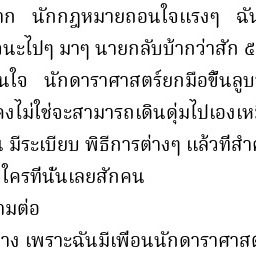 าก นักกฎหมายถอนใจแรงๆ ฉัน
นะไปๆ มาๆ นายกลับบ้ากว่าสัก ๕
นใจ นักดาราศาสตร์ยกมือขึ้นลูบ
คงไม่ใช่จะสามารถเดินดุ่มไปเองเห
มีระเบียบ พิธีการต่างๆ แล้วที่สำค
ใครที่นั่นเลยสักคน
ามต่อ
าง เพราะฉันมีเพื่อนนักดาราศาสต